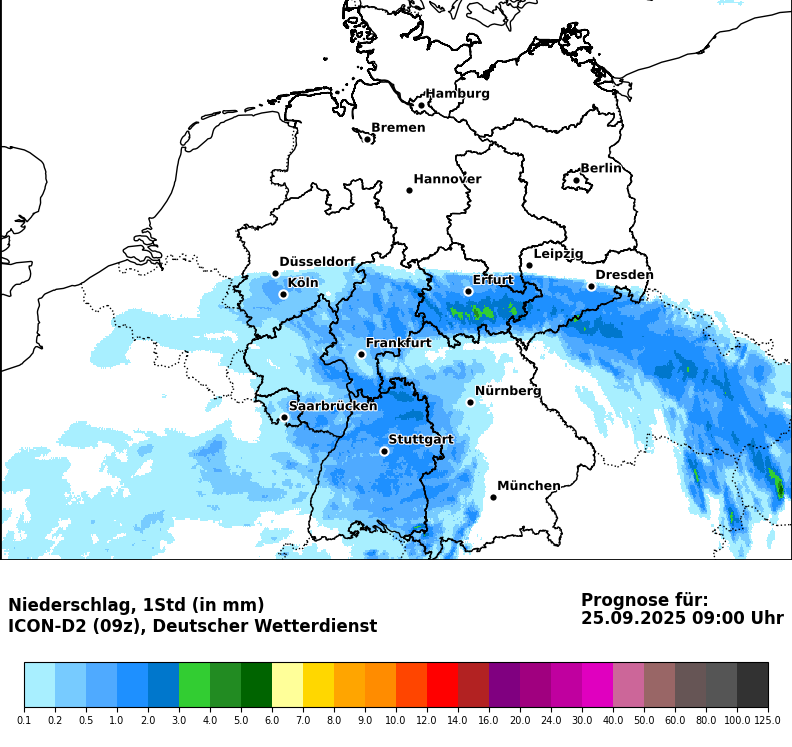 Hamburg
Bremen
Berlin
Hannover
Leipzig
Düsseldorf
Dresden
Köln
Erfurt
Frankfurt
Nürnberg
Saarbrücken
Stuttgart
München
Niederschlag, 1Std (in mm)
ICON-D2 (09z), Deutscher Wetterdienst
Prognose für:
25.09.2025 09:00 Uhr
0.1 0.2 0.5 1.0 2.0 3.0 4.0 5.0 6.0 7.0 8.0 9.0 10.0 12.0 14.0 16.0 20.0 24.0 30.0 40.0 50.0 60.0 80.0 100.0 125.0